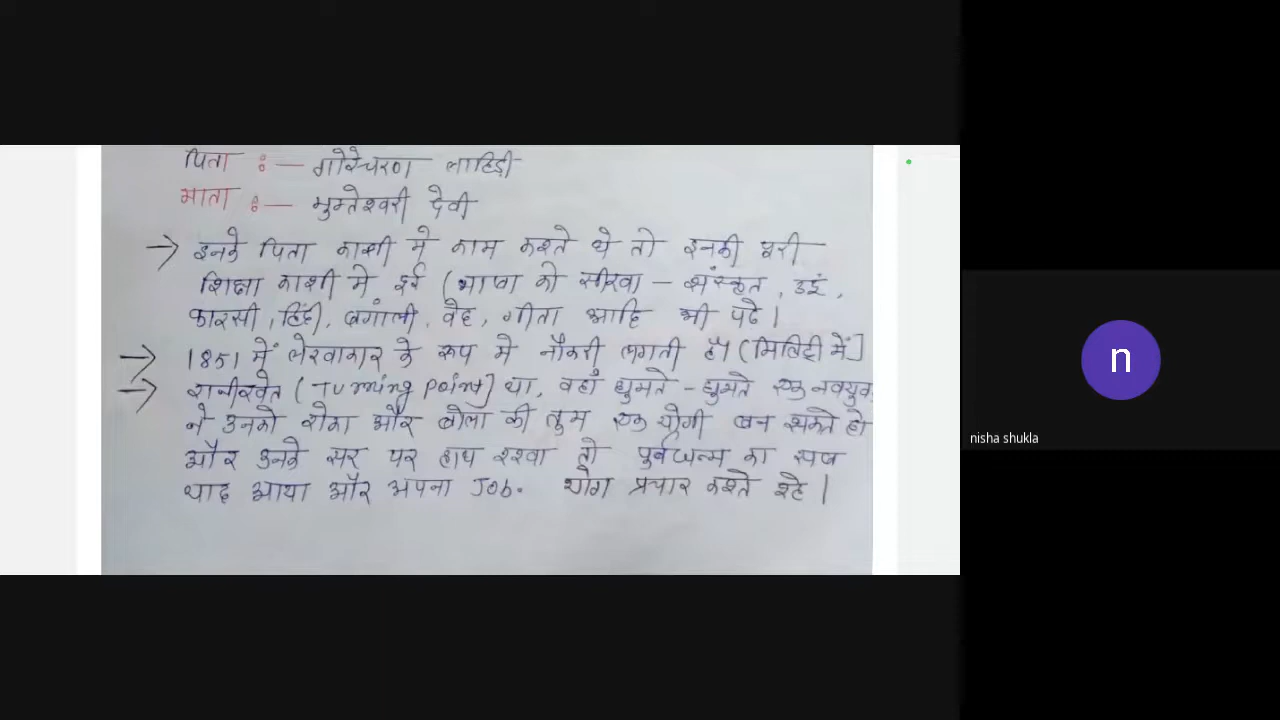 पिता :— गौरचरण लाहिड़ी
माता :— मुक्तेश्वरी देवी
→ इनके पिता काशी मे काम करते थे तो इनकी पूरी
शिक्षा काशी मे हुई (भाषा को सीखा – संस्कृत, उर्दू,
फारसी, हिंदी, बंगाली, वेद, गीता आदि भी पढे।
→ 1851 में लेखाकार के रूप मे नौकरी लगती है। (मिलिट्री में)
→ रानीखेत (Turning point) था, वहाँ घुमते – घुमते एक नवयुव
ने उनको रोका और बोला की तुम एक योगी बन सकते हो
और उनके सर पर हाथ रखा तो पुर्वजन्म का सब
याद आया और अपना Job. योग प्रचार करते रहे।
n
nisha shukla